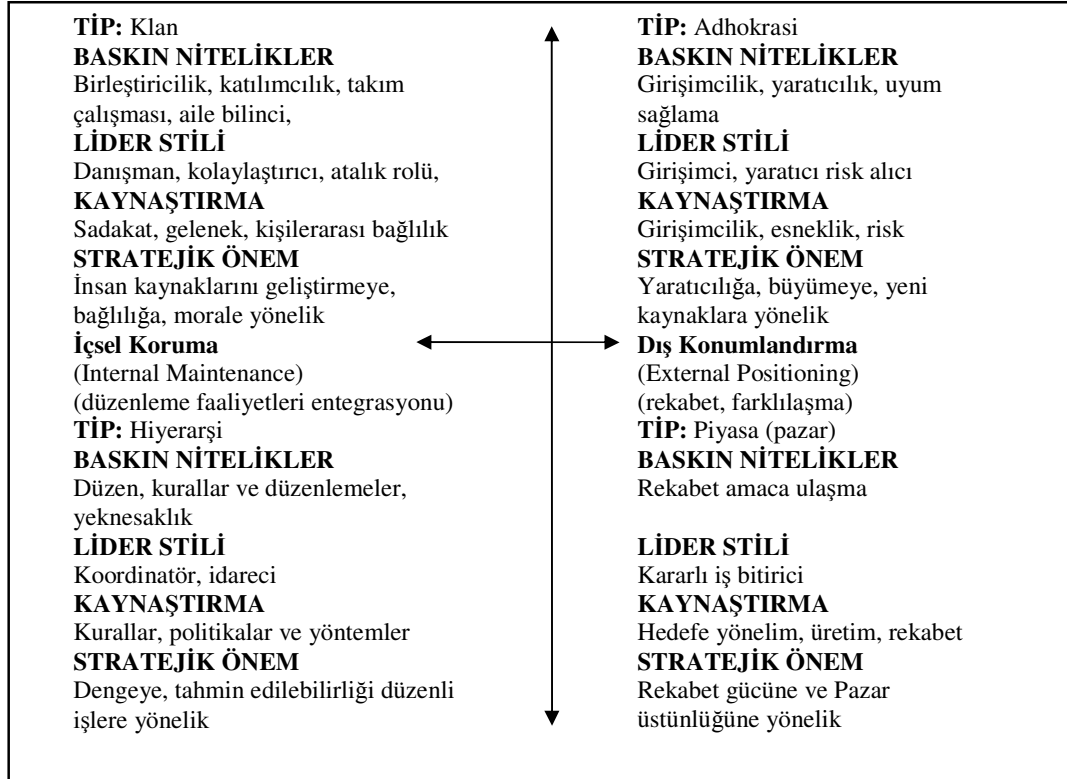 TİP: Klan
BASKIN NİTELİKLER
Birleştiricilik, katılımcılık, takım
çalışması, aile bilinci,
LİDER STİLİ
Danışman, kolaylaştırıcı, atalık rolü,
KAYNAŞTIRMA
Sadakat, gelenek, kişilerarası bağlılık
STRATEJİK ÖNEM
İnsan kaynaklarını geliştirmeye,
bağlılığa, morale yönelik
İçsel Koruma
(Internal Maintenance)
(düzenleme faaliyetleri entegrasyonu)
TİP: Hiyerarşi
BASKIN NİTELİKLER
Düzen, kurallar ve düzenlemeler,
yeknesaklık
LİDER STİLİ
Koordinatör, idareci
KAYNAŞTIRMA
Kurallar, politikalar ve yöntemler
STRATEJİK ÖNEM
Dengeye, tahmin edilebilirliği düzenli
işlere yönelik
TİP: Adhokrasi
BASKIN NİTELİKLER
Girişimcilik, yaratıcılık, uyum
sağlama
LİDER STİLİ
Girişimci, yaratıcı risk alıcı
KAYNAŞTIRMA
Girişimcilik, esneklik, risk
STRATEJİK ÖNEM
Yaratıcılığa, büyümeye, yeni
kaynaklara yönelik
Dış Konumlandırma
(External Positioning)
(rekabet, farklılaşma)
TİP: Piyasa (pazar)
BASKIN NİTELİKLER
Rekabet amaca ulaşma
LİDER STİLİ
Kararlı iş bitirici
KAYNAŞTIRMA
Hedefe yönelim, üretim, rekabet
STRATEJİK ÖNEM
Rekabet gücüne ve Pazar
üstünlüğüne yönelik